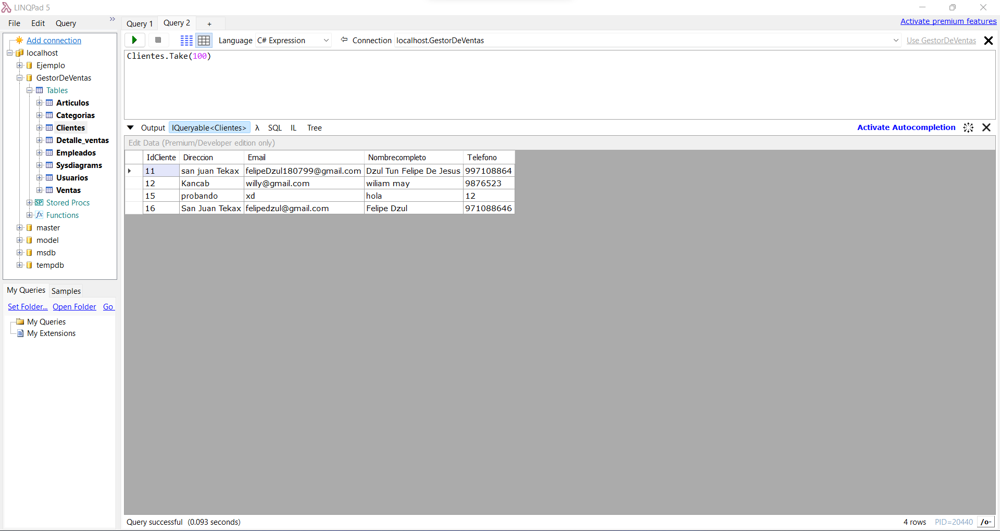 LINQPad 5
File Edit Query »
Query 1 Query 2 +
Activate premium features
Language C# Expression Connection localhost.GestorDeVentas Use GestorDeVentas
Clientes.Take(100)
Add connection
localhost
Ejemplo
GestorDeVentas
Tables
Articulos
Categorias
Clientes
Detalle_ventas
Empleados
Sysdiagrams
Usuarios
Ventas
SP Stored Procs
fx Functions
master
model
msdb
tempdb
My Queries Samples
Set Folder... Open Folder Go
My Queries
My Extensions
Output IQueryable<Clientes> λ SQL IL Tree
Activate Autocompletion
Edit Data (Premium/Developer edition only)
IdCliente Direccion Email Nombrecompleto Telefono
11 san juan Tekax felipeDzul180799@gmail.com Dzul Tun Felipe De Jesus 997108864
12 Kancab willy@gmail.com wiliam may 9876523
15 probando xd hola 12
16 San Juan Tekax felipedzul@gmail.com Felipe Dzul 971088646
Query successful (0.093 seconds)
4 rows PID=20440 /o-